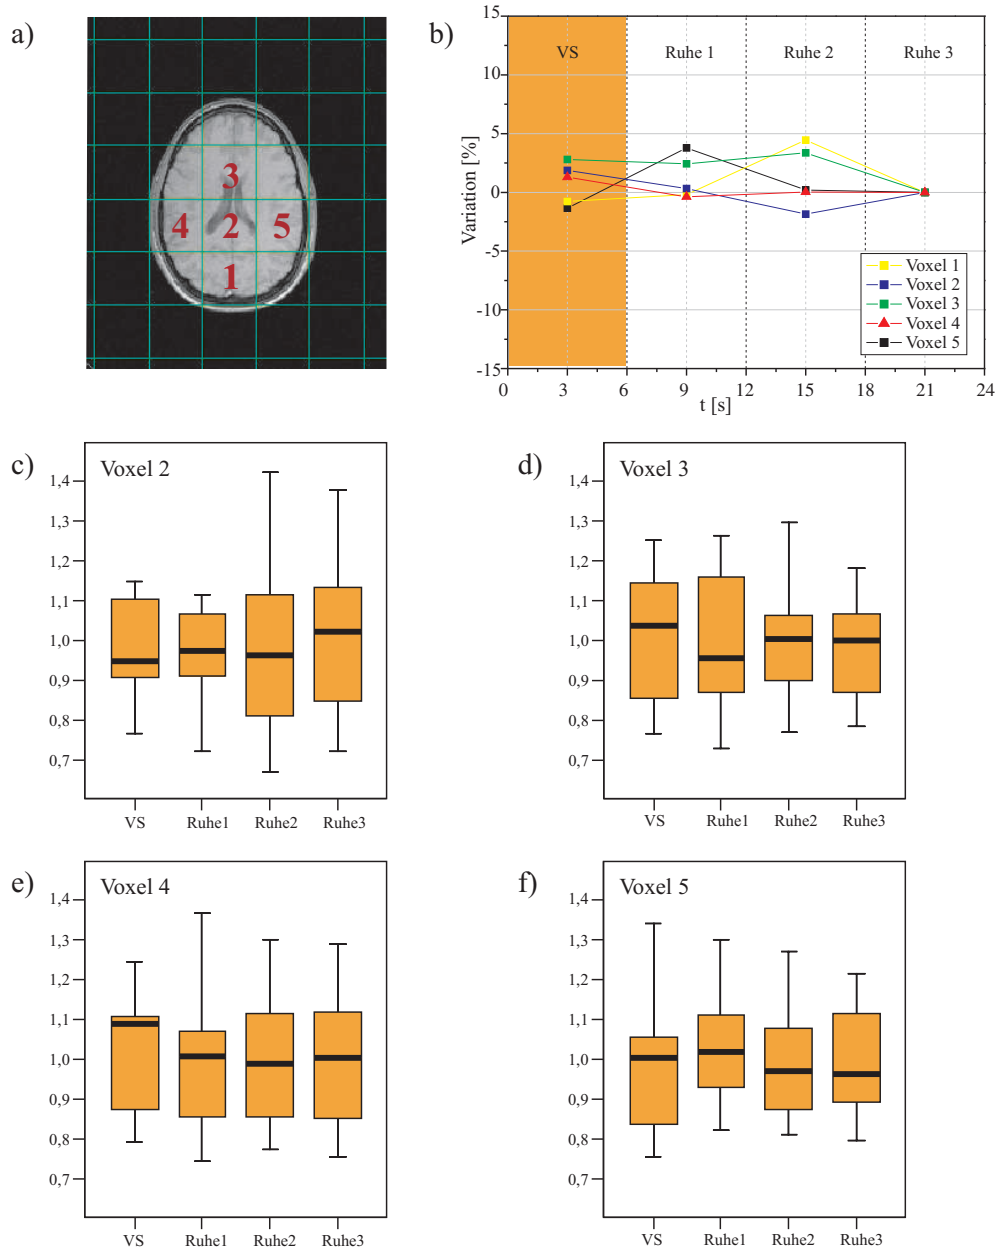 a)
3
4 2 5
1
b)
15
10
5
0
-5
-10
-15
Variation [%]
VS Ruhe 1 Ruhe 2 Ruhe 3
Voxel 1
Voxel 2
Voxel 3
Voxel 4
Voxel 5
0 3 6 9 12 15 18 21 24
t [s]
c)
Voxel 2
1,4
1,3
1,2
1,1
1,0
0,9
0,8
0,7
VS Ruhe1 Ruhe2 Ruhe3
d)
Voxel 3
1,4
1,3
1,2
1,1
1,0
0,9
0,8
0,7
VS Ruhe1 Ruhe2 Ruhe3
e)
Voxel 4
1,4
1,3
1,2
1,1
1,0
0,9
0,8
0,7
VS Ruhe1 Ruhe2 Ruhe3
f)
Voxel 5
1,4
1,3
1,2
1,1
1,0
0,9
0,8
0,7
VS Ruhe1 Ruhe2 Ruhe3